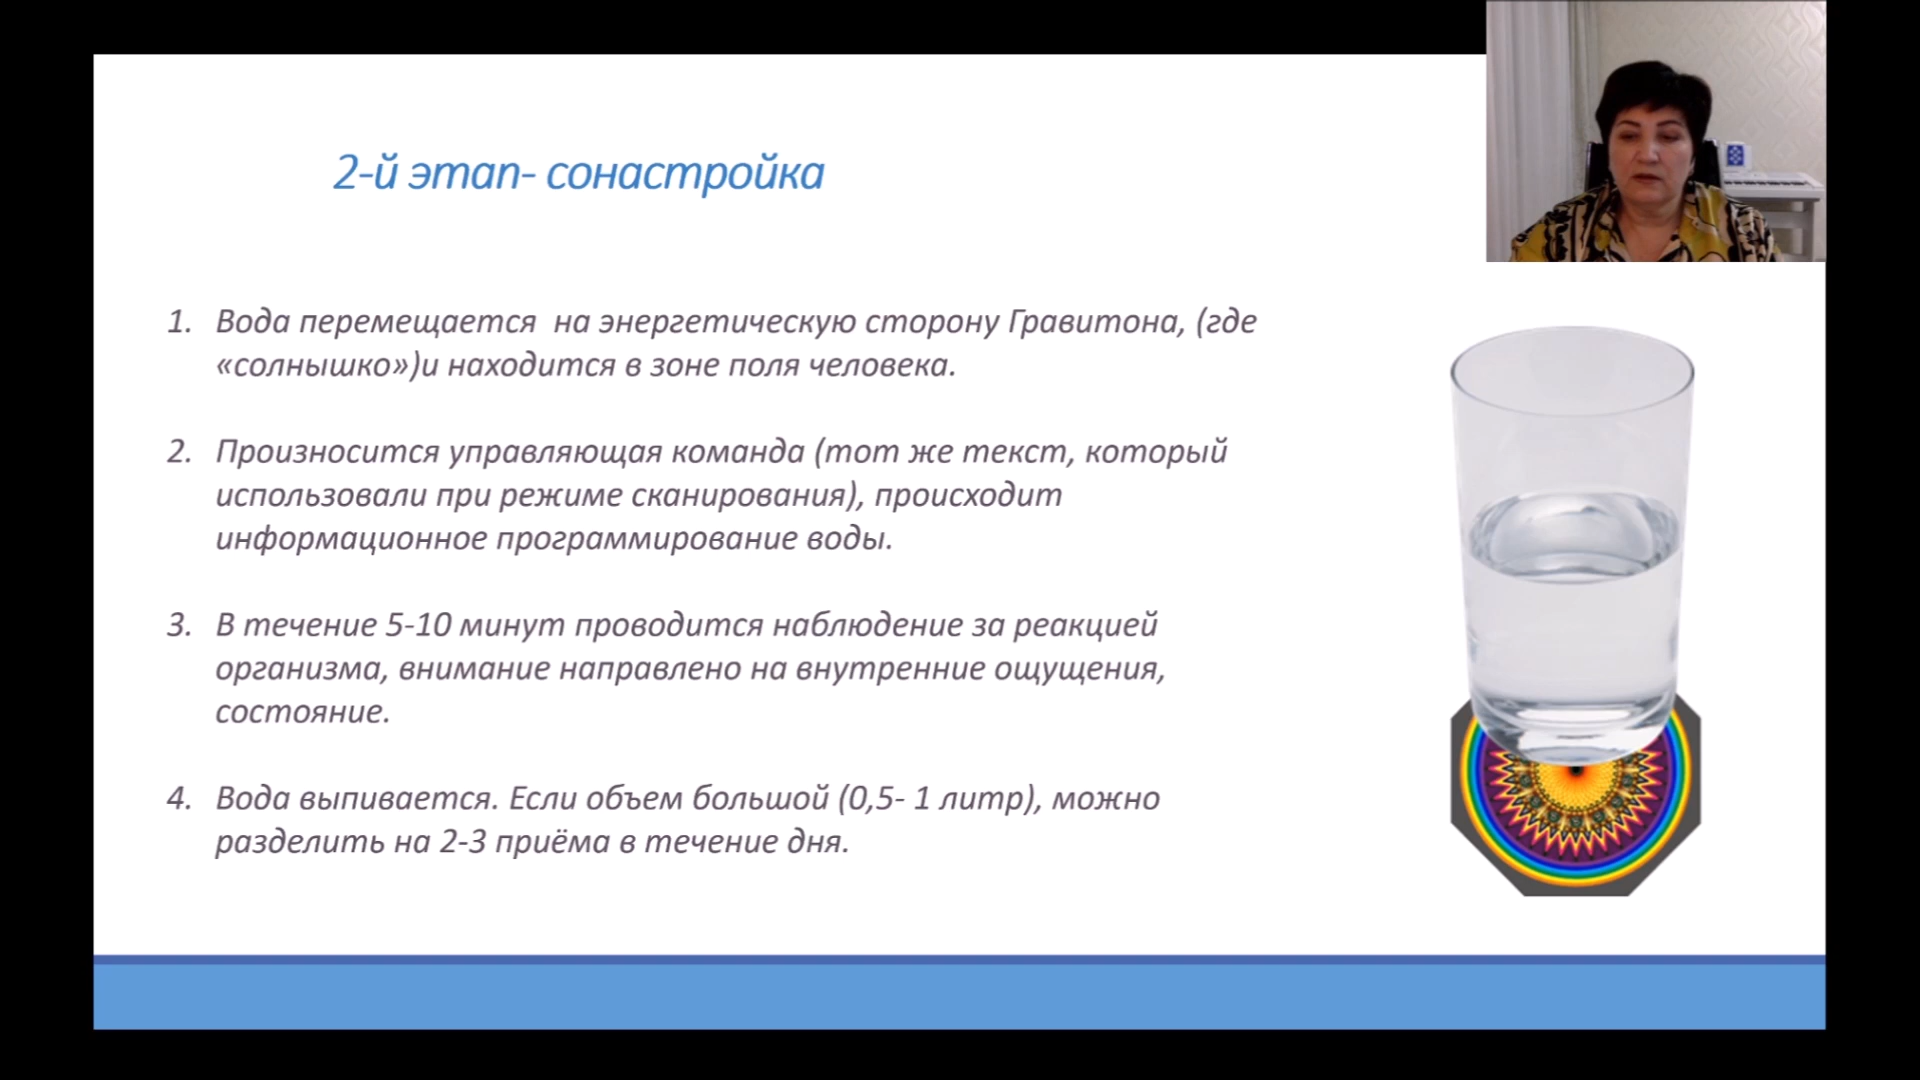 2-й этап- сонастройка
1. Вода перемещается на энергетическую сторону Гравитона, (где
«солнышко»)и находится в зоне поля человека.
2. Произносится управляющая команда (тот же текст, который
использовали при режиме сканирования), происходит
информационное программирование воды.
3. В течение 5-10 минут проводится наблюдение за реакцией
организма, внимание направлено на внутренние ощущения,
состояние.
4. Вода выпивается. Если объем большой (0,5- 1 литр), можно
разделить на 2-3 приёма в течение дня.